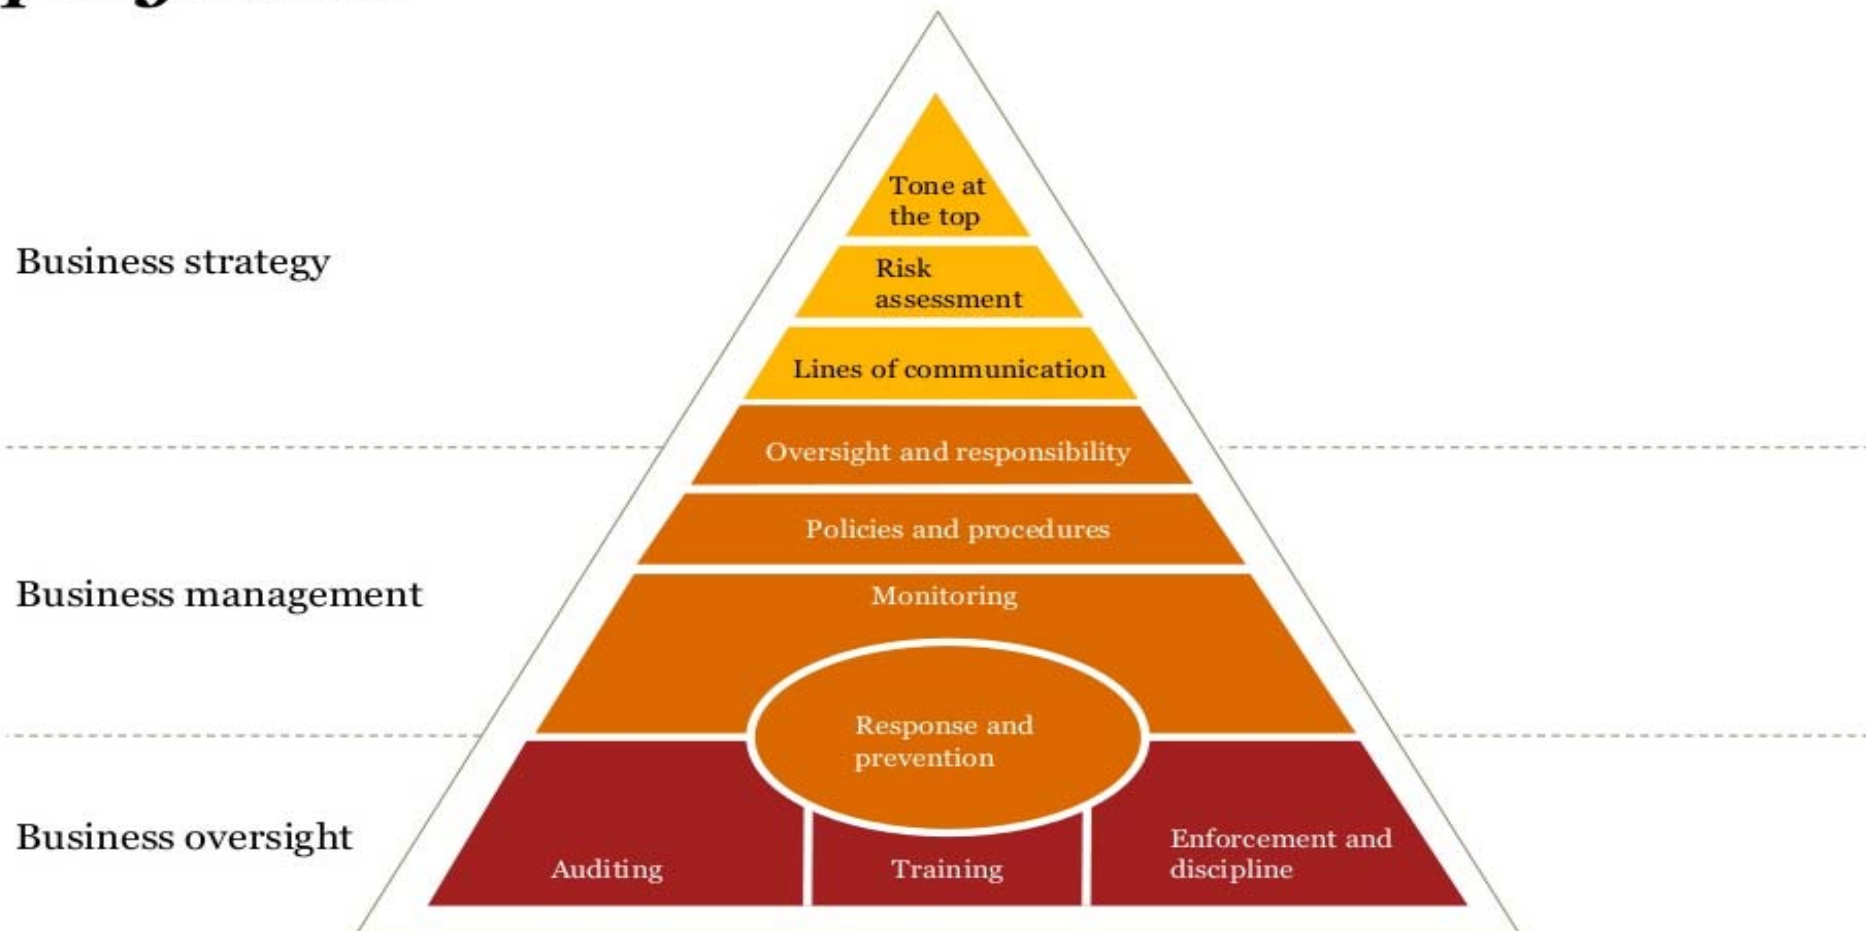 Tone at
the top
Business strategy
Risk
assessment
Lines of communication
Oversight and responsibility
Policies and procedures
Business management
Monitoring
Response and
prevention
Business oversight
Auditing
Training
Enforcement and
discipline